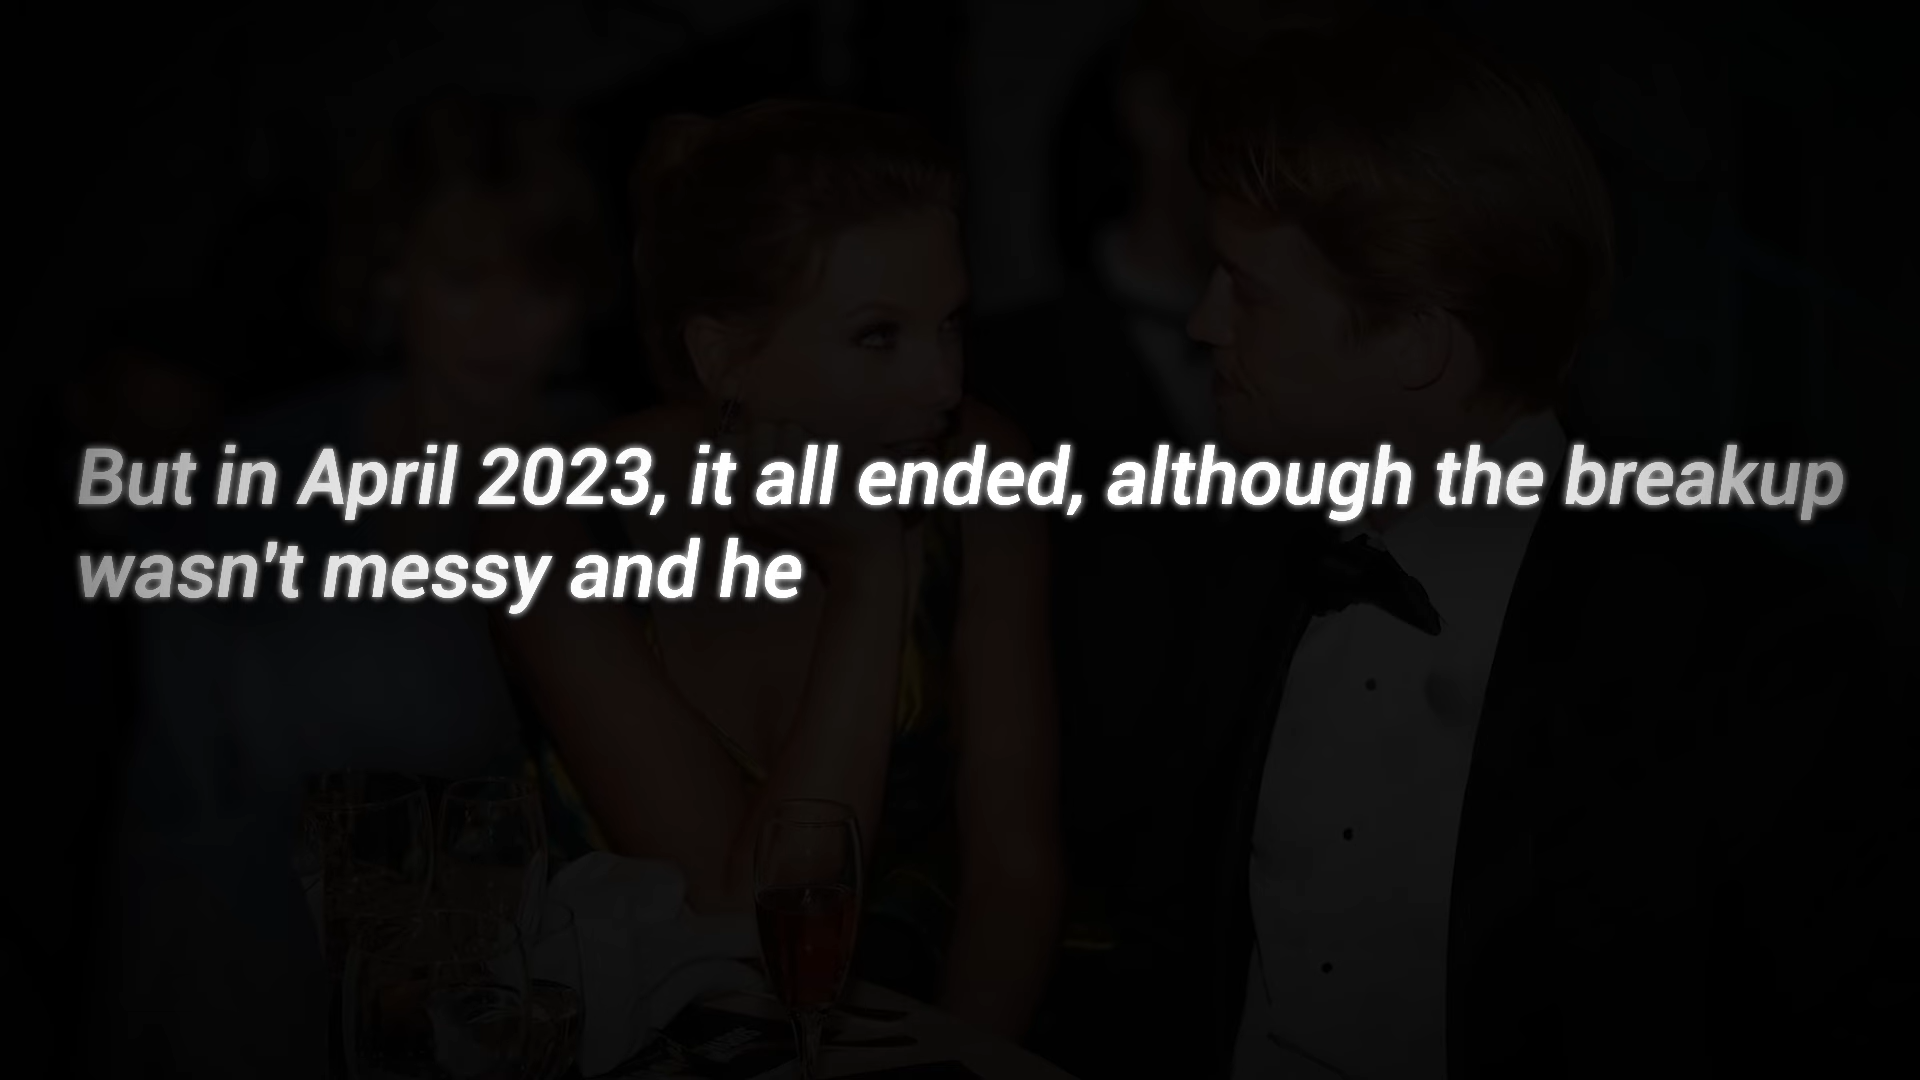 But in April 2023, it all ended, although the breakup
wasn't messy and he